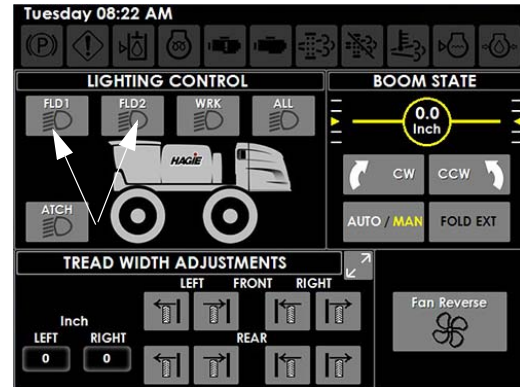 Tuesday 08:22 AM
(P)
LIGHTING CONTROL
FLD1 FLD2 WRK ALL
HAGIE
ATCH
BOOM STATE
0.0
Inch
CW CCW
AUTO / MAN FOLD EXT
TREAD WIDTH ADJUSTMENTS
LEFT FRONT RIGHT
Inch
LEFT RIGHT
0 0
REAR
Fan Reverse